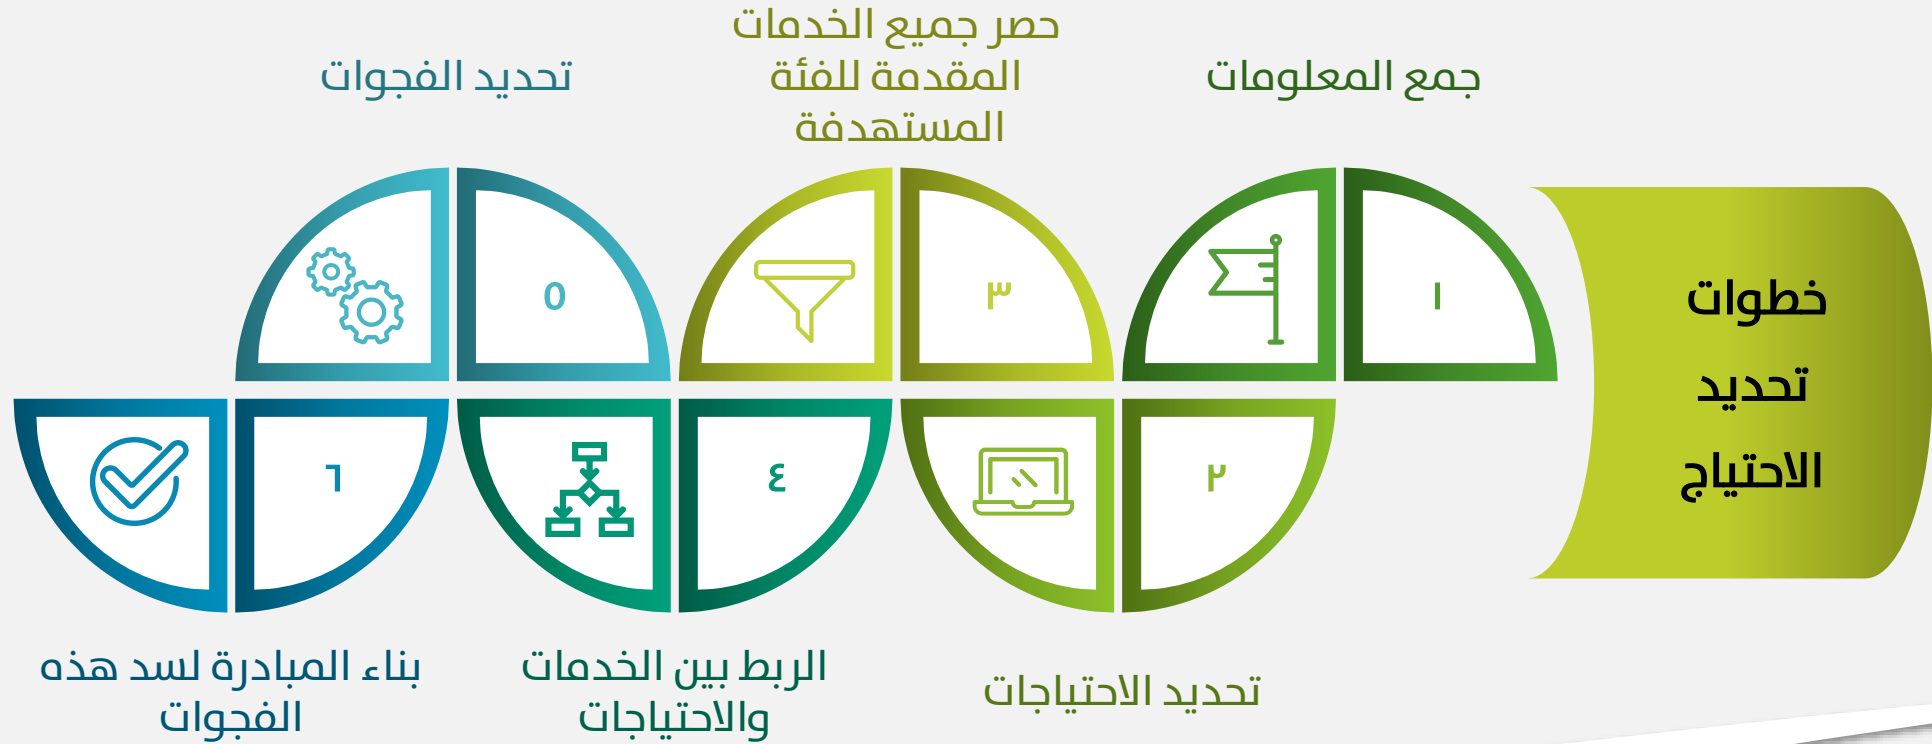 خطوات
تحديد
الاحتياج
١
جمع المعلومات
٢
تحديد الاحتياجات
٣
حصر جميع الخدمات
المقدمة للفئة
المستهدفة
٤
الربط بين الخدمات
والاحتياجات
٥
تحديد الفجوات
٦
بناء المبادرة لسد هذه
الفجوات